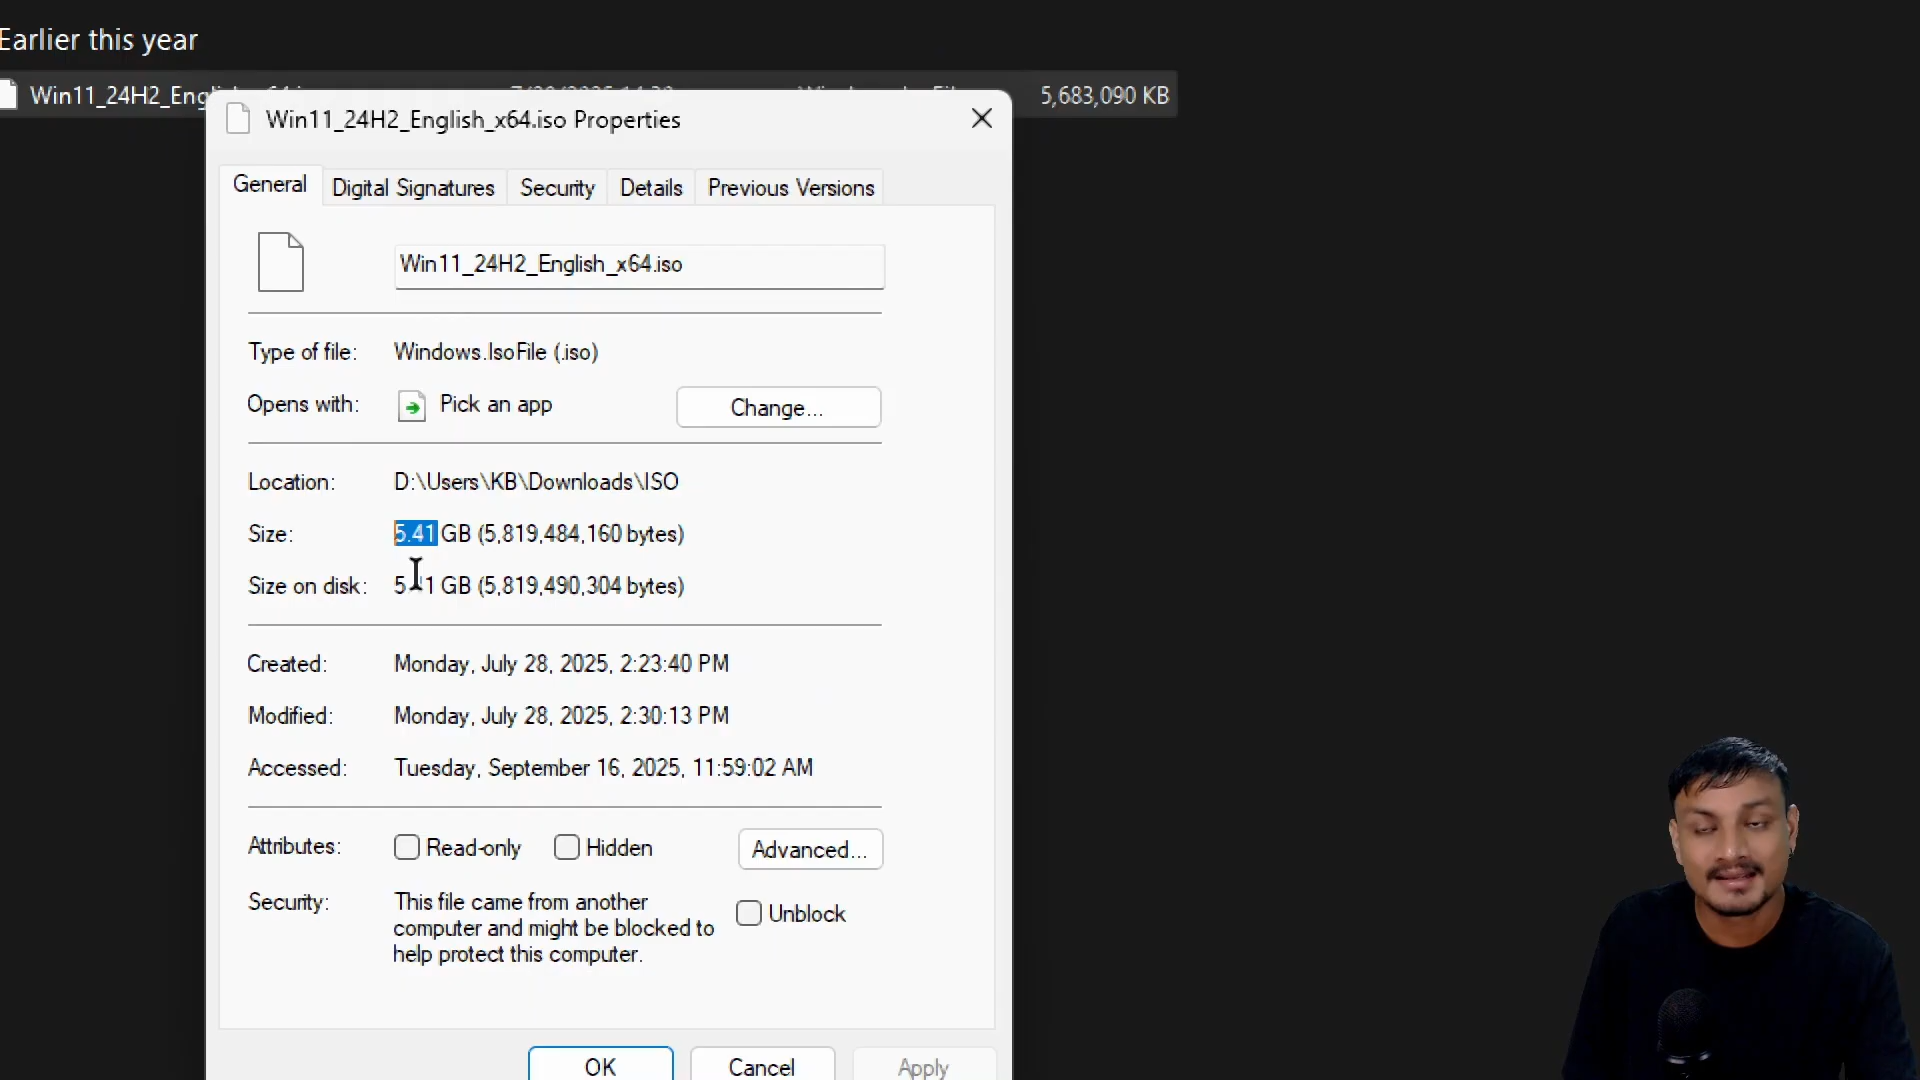 Earlier this year
Win11_24H2_Eng
5,683,090 KB
Win11_24H2_English_x64.iso Properties
General Digital Signatures Security Details Previous Versions
Win11_24H2_English_x64.iso
Type of file: Windows.IsoFile (.iso)
Opens with: Pick an app Change...
Location: D:\Users\KB\Downloads\ISO
Size: 5.41 GB (5,819,484,160 bytes)
Size on disk: 5.41 GB (5,819,490,304 bytes)
Created: Monday, July 28, 2025, 2:23:40 PM
Modified: Monday, July 28, 2025, 2:30:13 PM
Accessed: Tuesday, September 16, 2025, 11:59:02 AM
Attributes: Read-only Hidden Advanced...
Security: This file came from another
computer and might be blocked to
help protect this computer.
Unblock
OK Cancel Apply